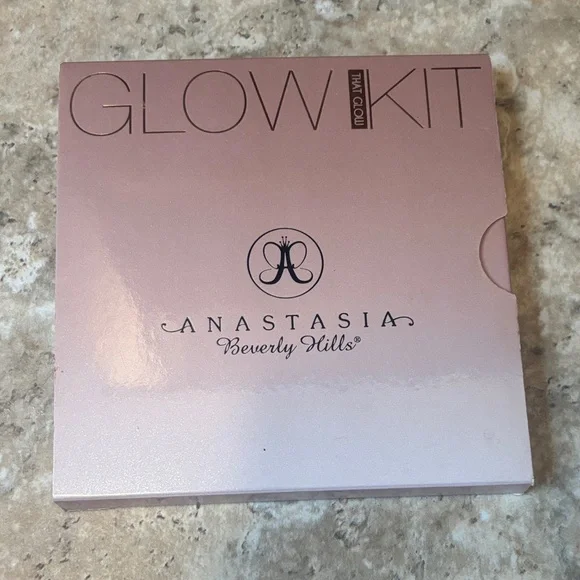 GLOW THAT GLOW KIT
A
ANASTASIA
Beverly Hills®